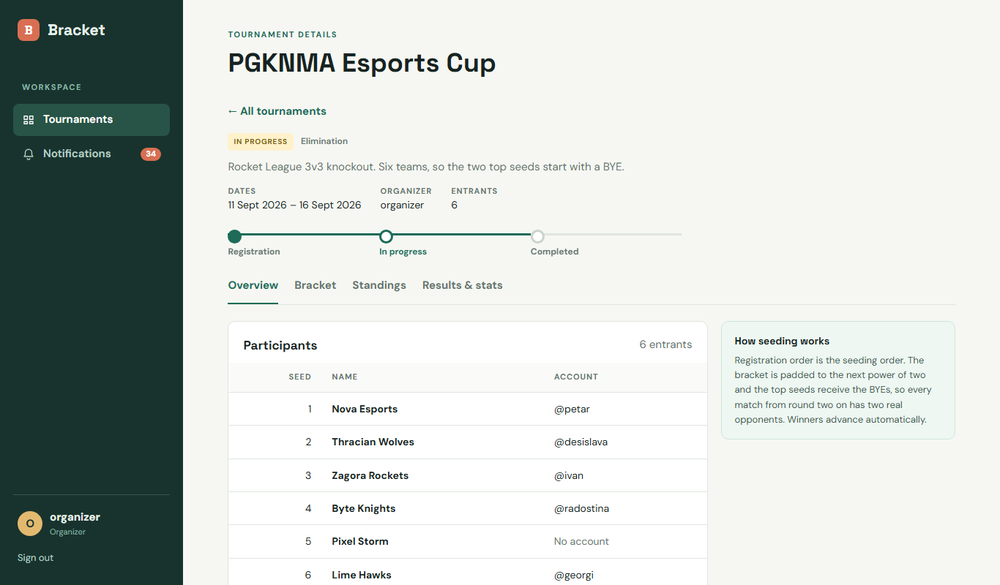 B Bracket
WORKSPACE
Tournaments
Notifications 34
organizer
O
Organizer
Sign out
TOURNAMENT DETAILS
PGKNMA Esports Cup
← All tournaments
IN PROGRESS Elimination
Rocket League 3v3 knockout. Six teams, so the two top seeds start with a BYE.
DATES ORGANIZER ENTRANTS
11 Sept 2026 – 16 Sept 2026 organizer 6
Registration In progress Completed
Overview Bracket Standings Results & stats
Participants 6 entrants
SEED NAME ACCOUNT
1 Nova Esports @petar
2 Thracian Wolves @desislava
3 Zagora Rockets @ivan
4 Byte Knights @radostina
5 Pixel Storm No account
6 Lime Hawks @georgi
How seeding works
Registration order is the seeding order. The
bracket is padded to the next power of two
and the top seeds receive the BYEs, so every
match from round two on has two real
opponents. Winners advance automatically.